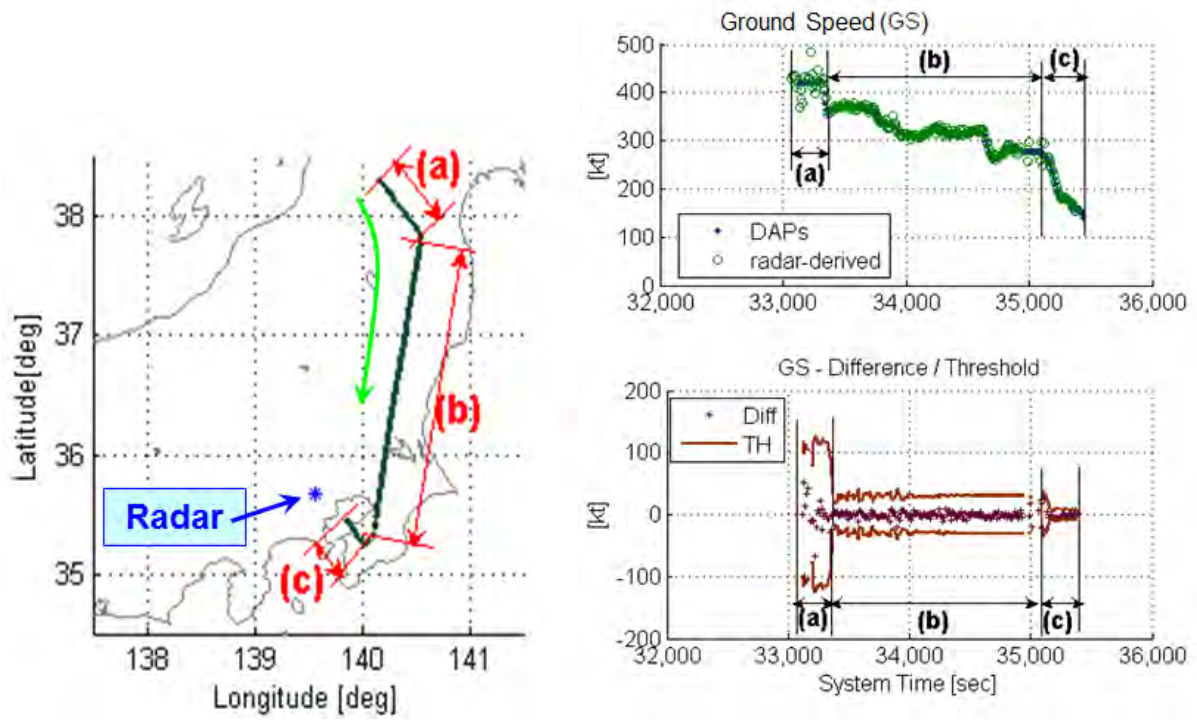 (a)
38
37
(b)
36
Radar
35
(c)
138
139
140
141
Latitude[deg]
Longitude [deg]
Ground Speed (GS)
500
(b)
(c)
400
300
(a)
200
DAPs
100
radar-derived
0
[kt]
32,000
33,000
34,000
35,000
36,000
GS - Difference / Threshold
200
Diff
TH
100
0
-100
(a)
(b)
(c)
-200
[kt]
32,000
33,000
34,000
35,000
36,000
System Time [sec]